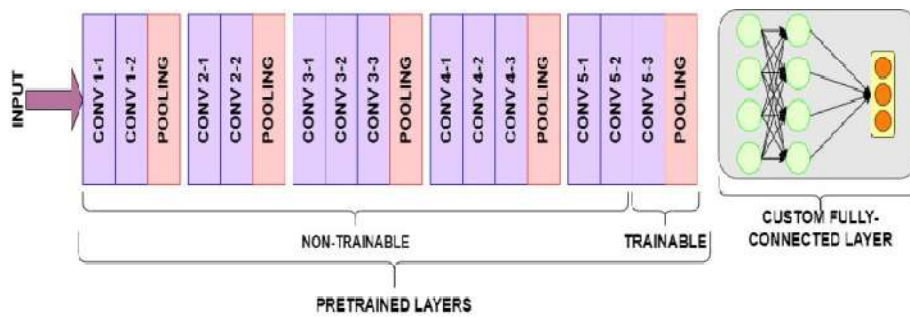 INPUT
CONV 1-1
CONV 1-2
POOLING
CONV 2-1
CONV 2-2
POOLING
CONV 3-1
CONV 3-2
CONV 3-3
POOLING
CONV 4-1
CONV 4-2
CONV 4-3
POOLING
CONV 5-1
CONV 5-2
CONV 5-3
POOLING
NON-TRAINABLE
TRAINABLE
PRETRAINED LAYERS
CUSTOM FULLY-
CONNECTED LAYER